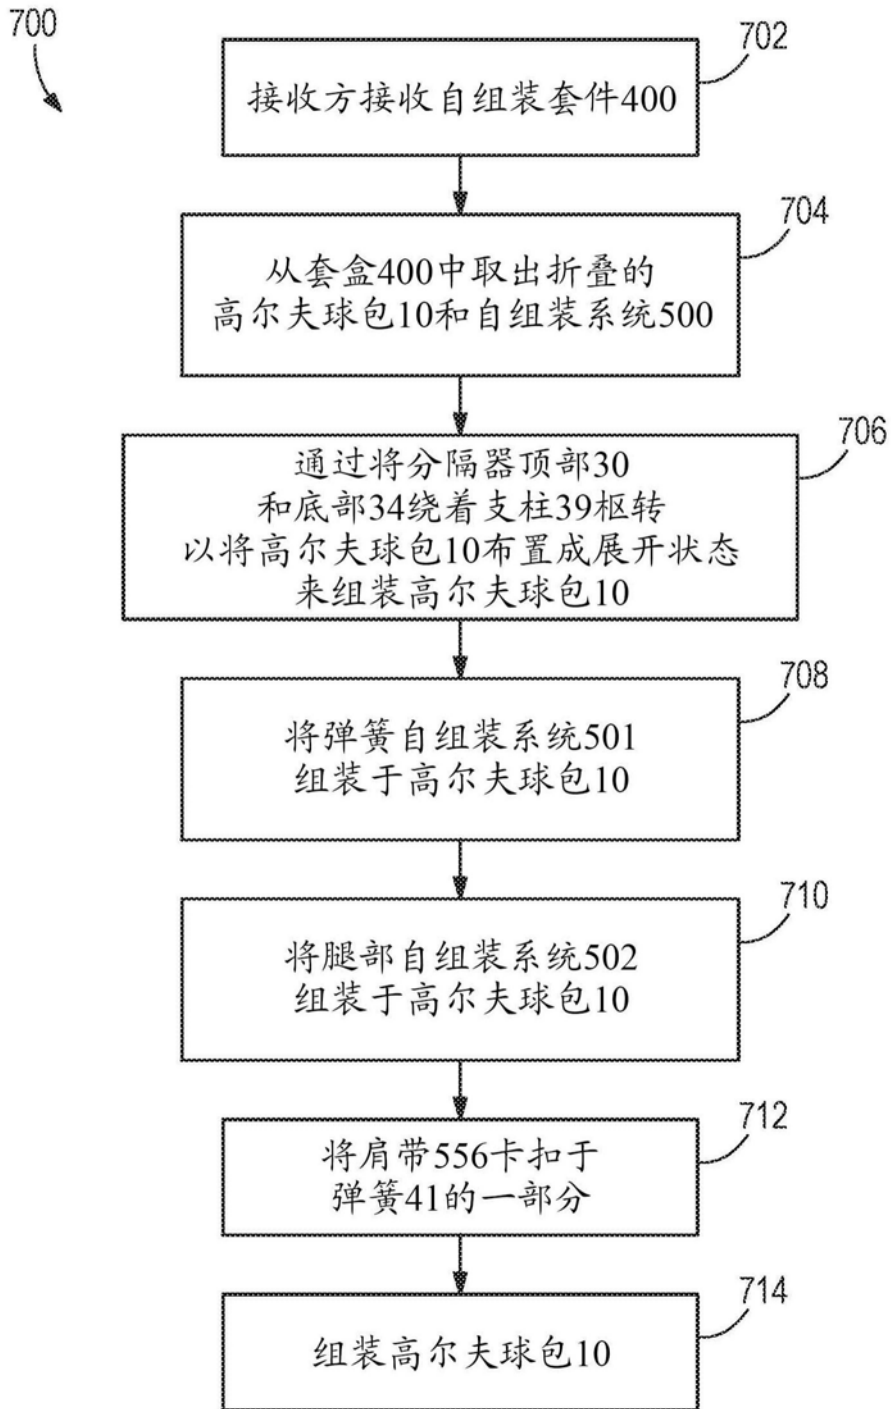 700
702
接收方接收自组装套件400
704
从套盒400中取出折叠的
高尔夫球包10和自组装系统500
706
通过将分隔器顶部30
和底部34绕着支柱39枢转
以将高尔夫球包10布置成展开状态
来组装高尔夫球包10
708
将弹簧自组装系统501
组装于高尔夫球包10
710
将腿部自组装系统502
组装于高尔夫球包10
712
将肩带556卡扣于
弹簧41的一部分
714
组装高尔夫球包10